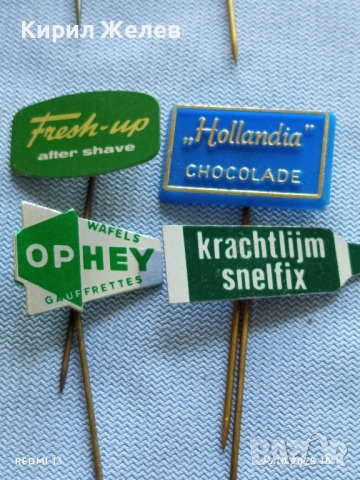 Кирил Желев
Fresh-up
after shave
„Hollandia"
CHOCOLADE
WAFELS
OPHEY
GAUFFRETTES
krachtlijm
snelfix
REDMI 13